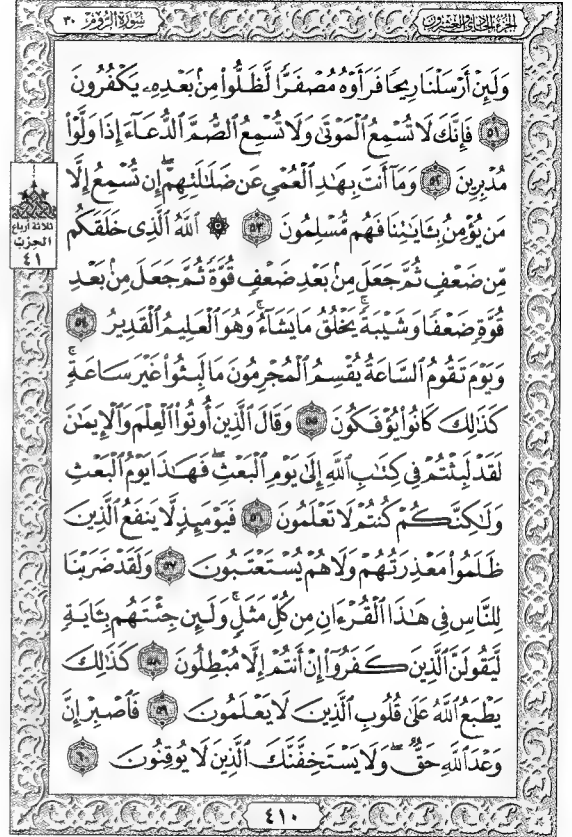 سُورَةُ الرُّومِ ٣٠
الجُزْءُ الحَادِي وَالعِشْرُونَ
وَلَئِنۡ أَرۡسَلۡنَا رِيحٗا فَرَأَوۡهُ مُصۡفَرّٗا لَّظَلُّواْ مِنۢ بَعۡدِهِۦ يَكۡفُرُونَ
٥١ فَإِنَّكَ لَا تُسۡمِعُ ٱلۡمَوۡتَىٰ وَلَا تُسۡمِعُ ٱلصُّمَّ ٱلدُّعَآءَ إِذَا وَلَّوۡاْ
مُدۡبِرِينَ ٥٢ وَمَآ أَنتَ بِهَٰدِ ٱلۡعُمۡيِ عَن ضَلَٰلَتِهِمۡۖ إِن تُسۡمِعُ إِلَّا
مَن يُؤۡمِنُ بِـَٔايَٰتِنَا فَهُم مُّسۡلِمُونَ ٥٣ ۞ ٱللَّهُ ٱلَّذِي خَلَقَكُم
مِّن ضَعۡفٖ ثُمَّ جَعَلَ مِنۢ بَعۡدِ ضَعۡفٖ قُوَّةٗ ثُمَّ جَعَلَ مِنۢ بَعۡدِ
قُوَّةٖ ضَعۡفٗا وَشَيۡبَةٗۚ يَخۡلُقُ مَا يَشَآءُۚ وَهُوَ ٱلۡعَلِيمُ ٱلۡقَدِيرُ ٥٤
وَيَوۡمَ تَقُومُ ٱلسَّاعَةُ يُقۡسِمُ ٱلۡمُجۡرِمُونَ مَا لَبِثُواْ غَيۡرَ سَاعَةٖۚ
كَذَٰلِكَ كَانُواْ يُؤۡفَكُونَ ٥٥ وَقَالَ ٱلَّذِينَ أُوتُواْ ٱلۡعِلۡمَ وَٱلۡإِيمَٰنَ
لَقَدۡ لَبِثۡتُمۡ فِي كِتَٰبِ ٱللَّهِ إِلَىٰ يَوۡمِ ٱلۡبَعۡثِۖ فَهَٰذَا يَوۡمُ ٱلۡبَعۡثِ
وَلَٰكِنَّكُمۡ كُنتُمۡ لَا تَعۡلَمُونَ ٥٦ فَيَوۡمَئِذٖ لَّا يَنفَعُ ٱلَّذِينَ
ظَلَمُواْ مَعۡذِرَتُهُمۡ وَلَا هُمۡ يُسۡتَعۡتَبُونَ ٥٧ وَلَقَدۡ ضَرَبۡنَا
لِلنَّاسِ فِي هَٰذَا ٱلۡقُرۡءَانِ مِن كُلِّ مَثَلٖۚ وَلَئِن جِئۡتَهُم بِـَٔايَةٖ
لَّيَقُولَنَّ ٱلَّذِينَ كَفَرُوٓاْ إِنۡ أَنتُمۡ إِلَّا مُبۡطِلُونَ ٥٨ كَذَٰلِكَ
يَطۡبَعُ ٱللَّهُ عَلَىٰ قُلُوبِ ٱلَّذِينَ لَا يَعۡلَمُونَ ٥٩ فَٱصۡبِرۡ إِنَّ
وَعۡدَ ٱللَّهِ حَقّٞۖ وَلَا يَسۡتَخِفَّنَّكَ ٱلَّذِينَ لَا يُوقِنُونَ ٦٠
ثلاثة أرباع
الحزب
٤١
٤١٠